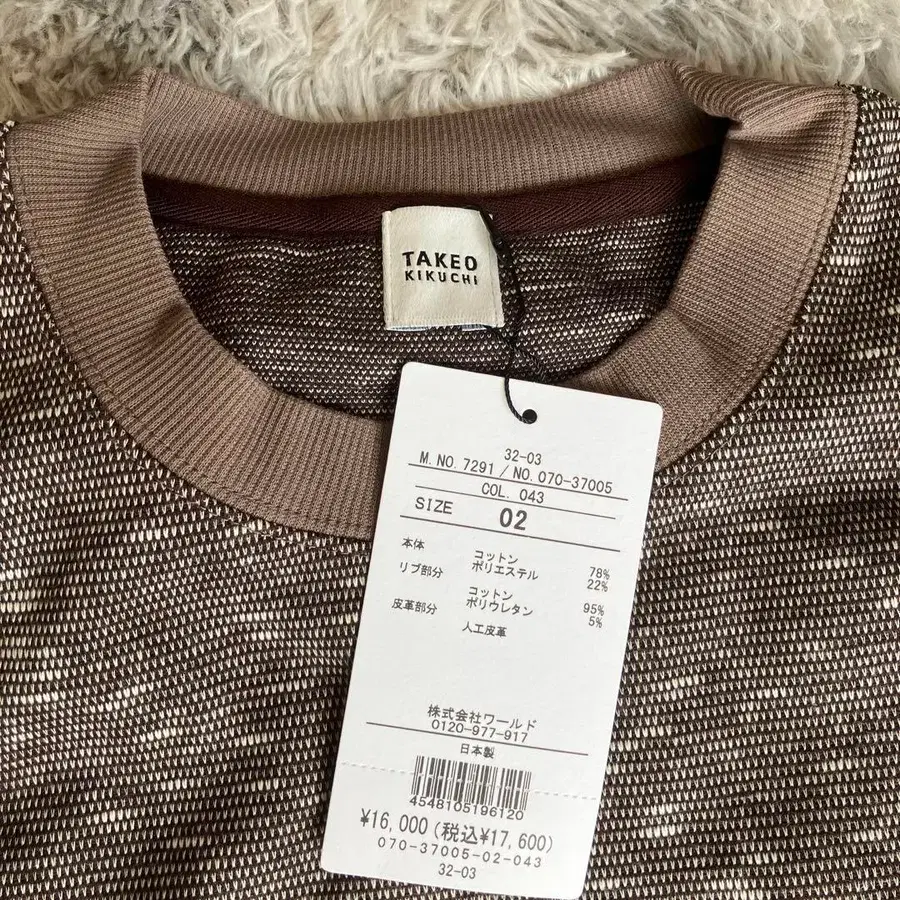 TAKEO
KIKUCHI
32-03
M. NO. 7291 / NO. 070-37005
COL. 043
SIZE 02
本体 コットン 78%
ポリエステル 22%
リブ部分 コットン 95%
ポリウレタン 5%
皮革部分 人工皮革
株式会社ワールド
0120-977-917
日本製
4548105196120
¥16,000(税込¥17,600)
070-37005-02-043
32-03